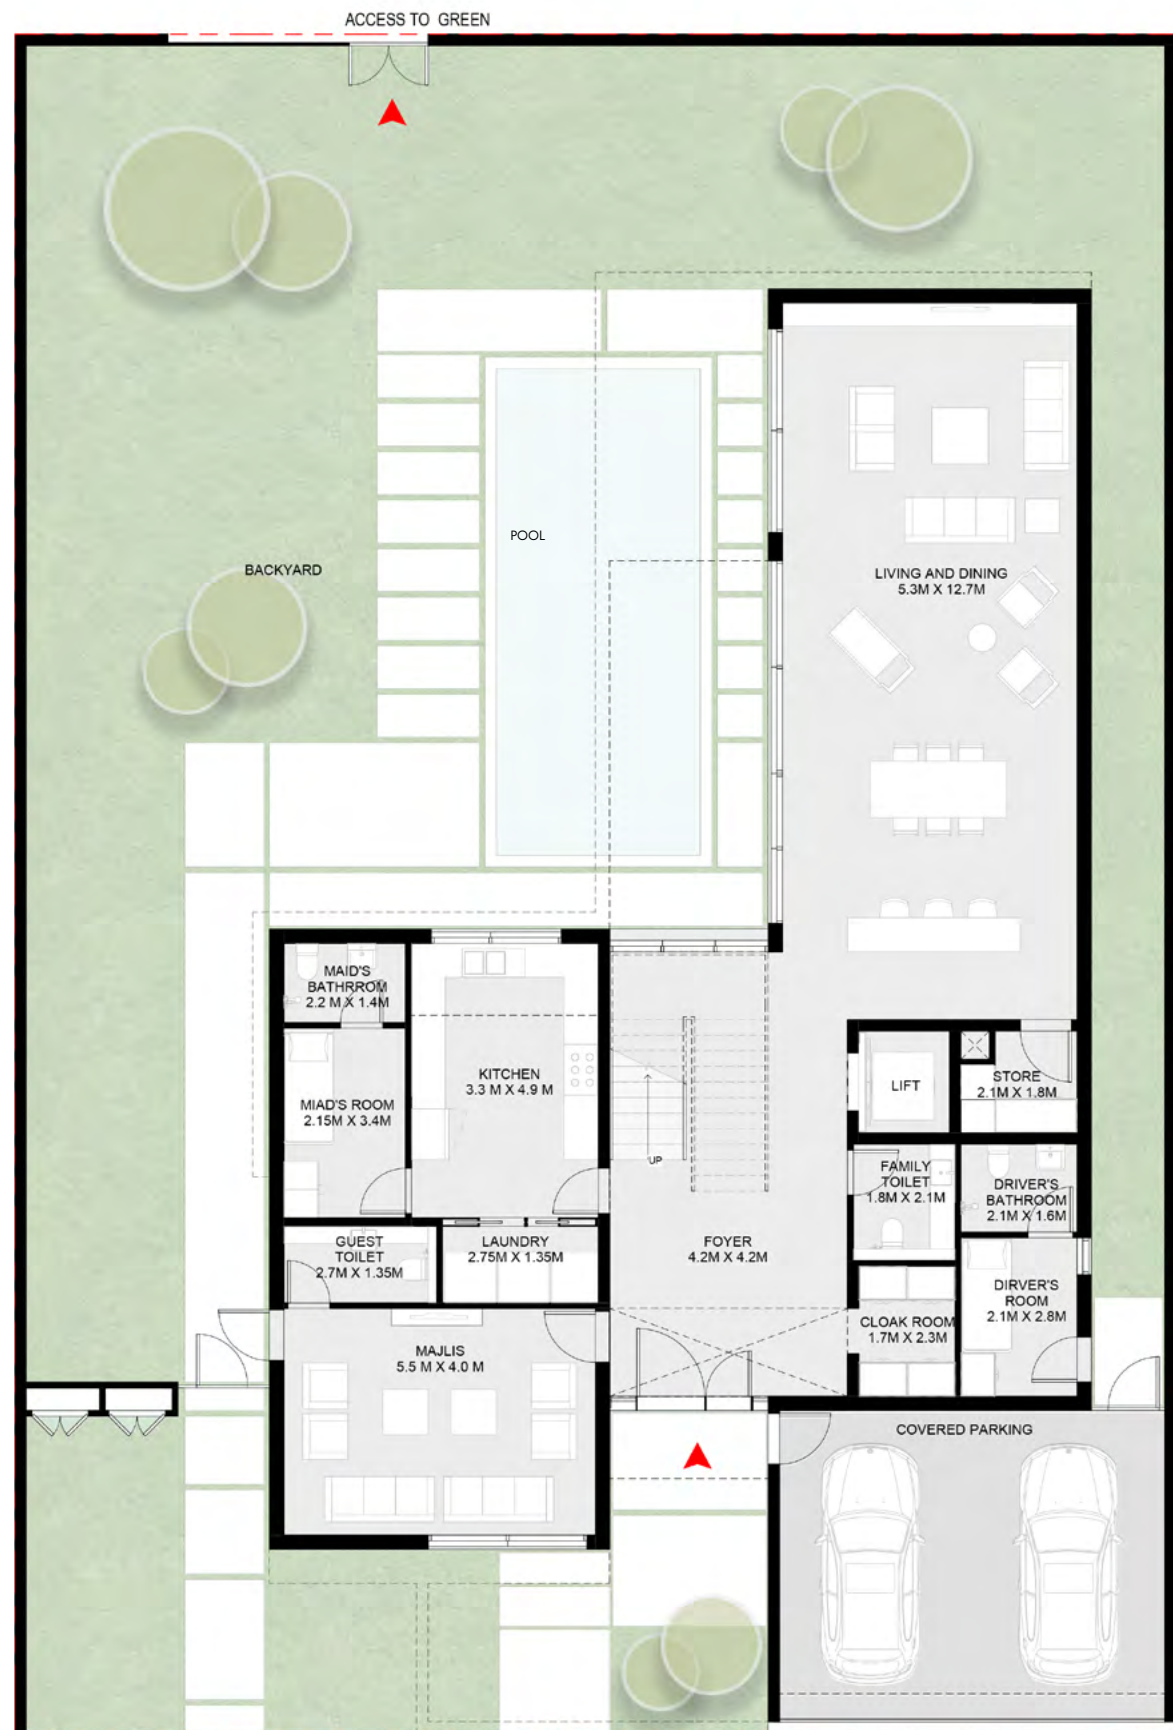 ACCESS TO GREEN
POOL
BACKYARD
LIVING AND DINING
5.3M X 12.7M
MAID'S
BATHRROM
2.2 M X 1.4M
KITCHEN
3.3 M X 4.9 M
MIAD'S ROOM
2.15M X 3.4M
LIFT
STORE
2.1M X 1.8M
UP
FAMILY
TOILET
1.8M X 2.1M
DRIVER'S
BATHROOM
2.1M X 1.6M
GUEST
TOILET
2.7M X 1.35M
LAUNDRY
2.75M X 1.35M
FOYER
4.2M X 4.2M
DIRVER'S
ROOM
2.1M X 2.8M
CLOAK ROOM
1.7M X 2.3M
MAJLIS
5.5 M X 4.0 M
COVERED PARKING